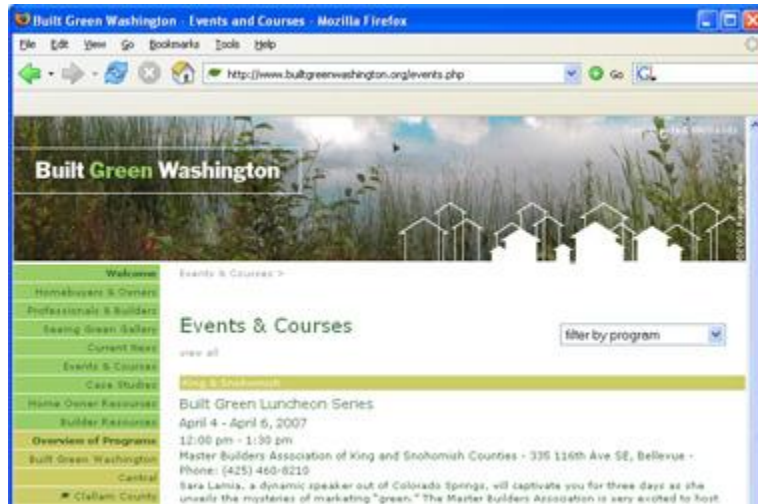 Built Green Washington - Events and Courses - Mozilla Firefox
File Edit View Go Bookmarks Tools Help
http://www.builtgreenwashington.org/events.php
Go
Built Green Washington
Welcome
Homebuyers & Owners
Professionals & Builders
Seeing Green Gallery
Current News
Events & Courses
Case Studies
Home Owner Resources
Builder Resources
Overview of Programs
Built Green Washington
Central
Clallam County
Events & Courses >
Events & Courses
filter by program
view all
King & Snohomish
Built Green Luncheon Series
April 4 - April 6, 2007
12:00 pm - 1:30 pm
Master Builders Association of King and Snohomish Counties - 335 116th Ave SE, Bellevue -
Phone: (425) 460-8210
Sara Lamia, a dynamic speaker out of Colorado Springs, will captivate you for three days as she
unveils the mysteries of marketing "green." The Master Builders Association is very excited to host